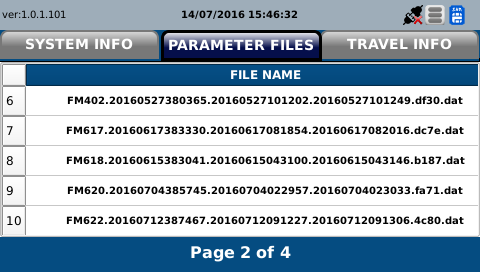 ver:1.0.1.101 14/07/2016 15:46:32
SYSTEM INFO PARAMETER FILES TRAVEL INFO
FILE NAME
6 FM402.20160527380365.20160527101202.20160527101249.df30.dat
7 FM617.20160617383330.20160617081854.20160617082016.dc7e.dat
8 FM618.20160615383041.20160615043100.20160615043146.b187.dat
9 FM620.20160704385745.20160704022957.20160704023033.fa71.dat
10 FM622.20160712387467.20160712091227.20160712091306.4c80.dat
Page 2 of 4